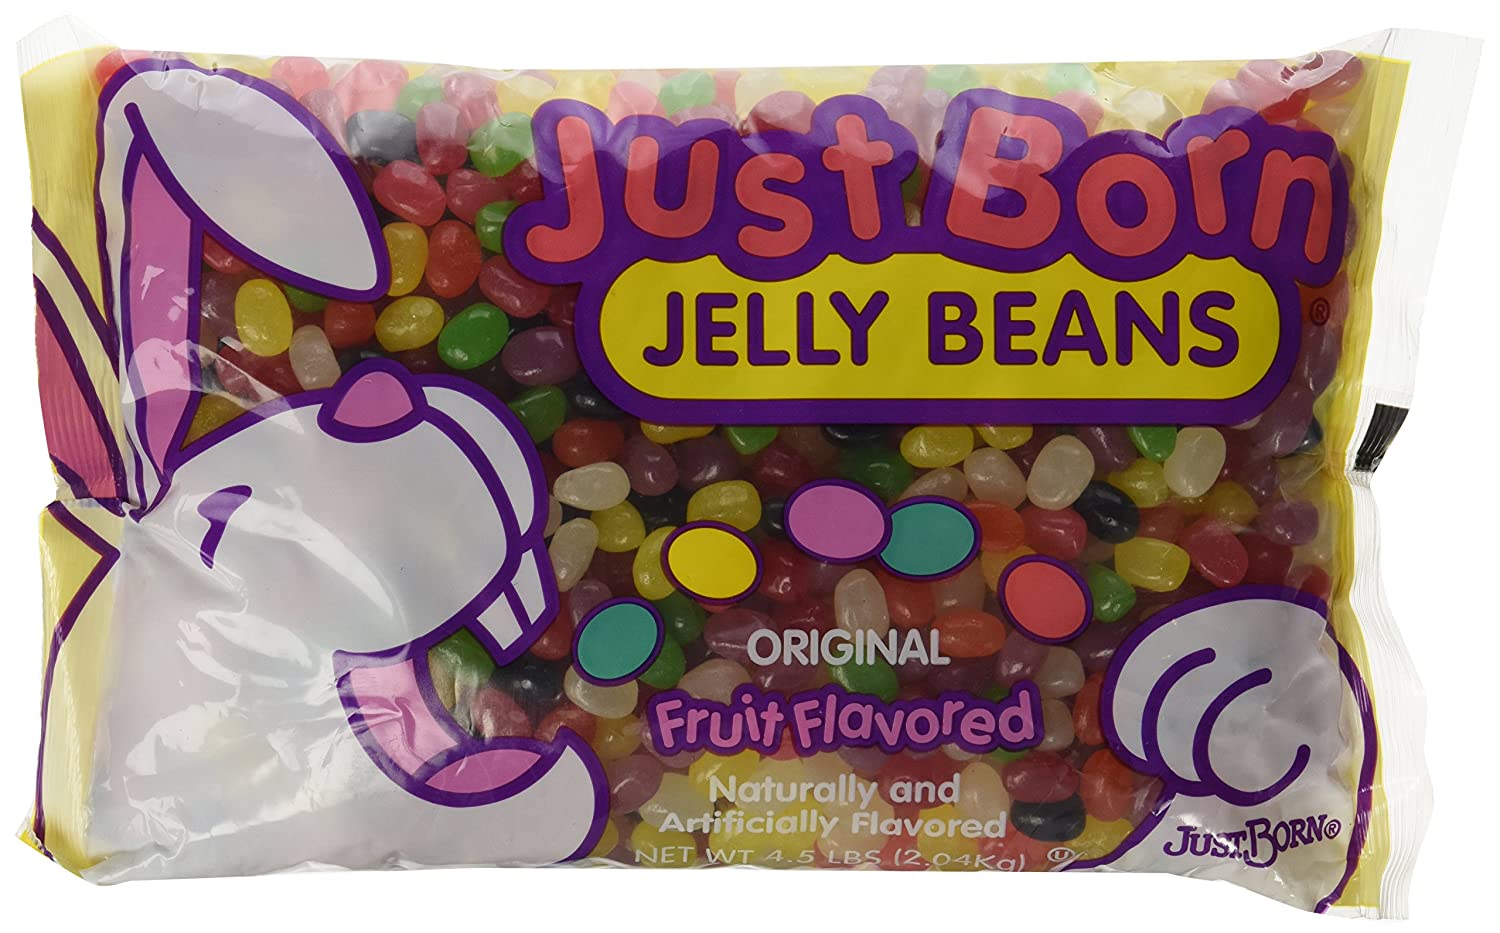 Just Born
JELLY BEANS ®
ORIGINAL
Fruit Flavored
Naturally and
Artificially Flavored
NET WT 4.5 LBS (2.04Kg) U
JUST BORN®